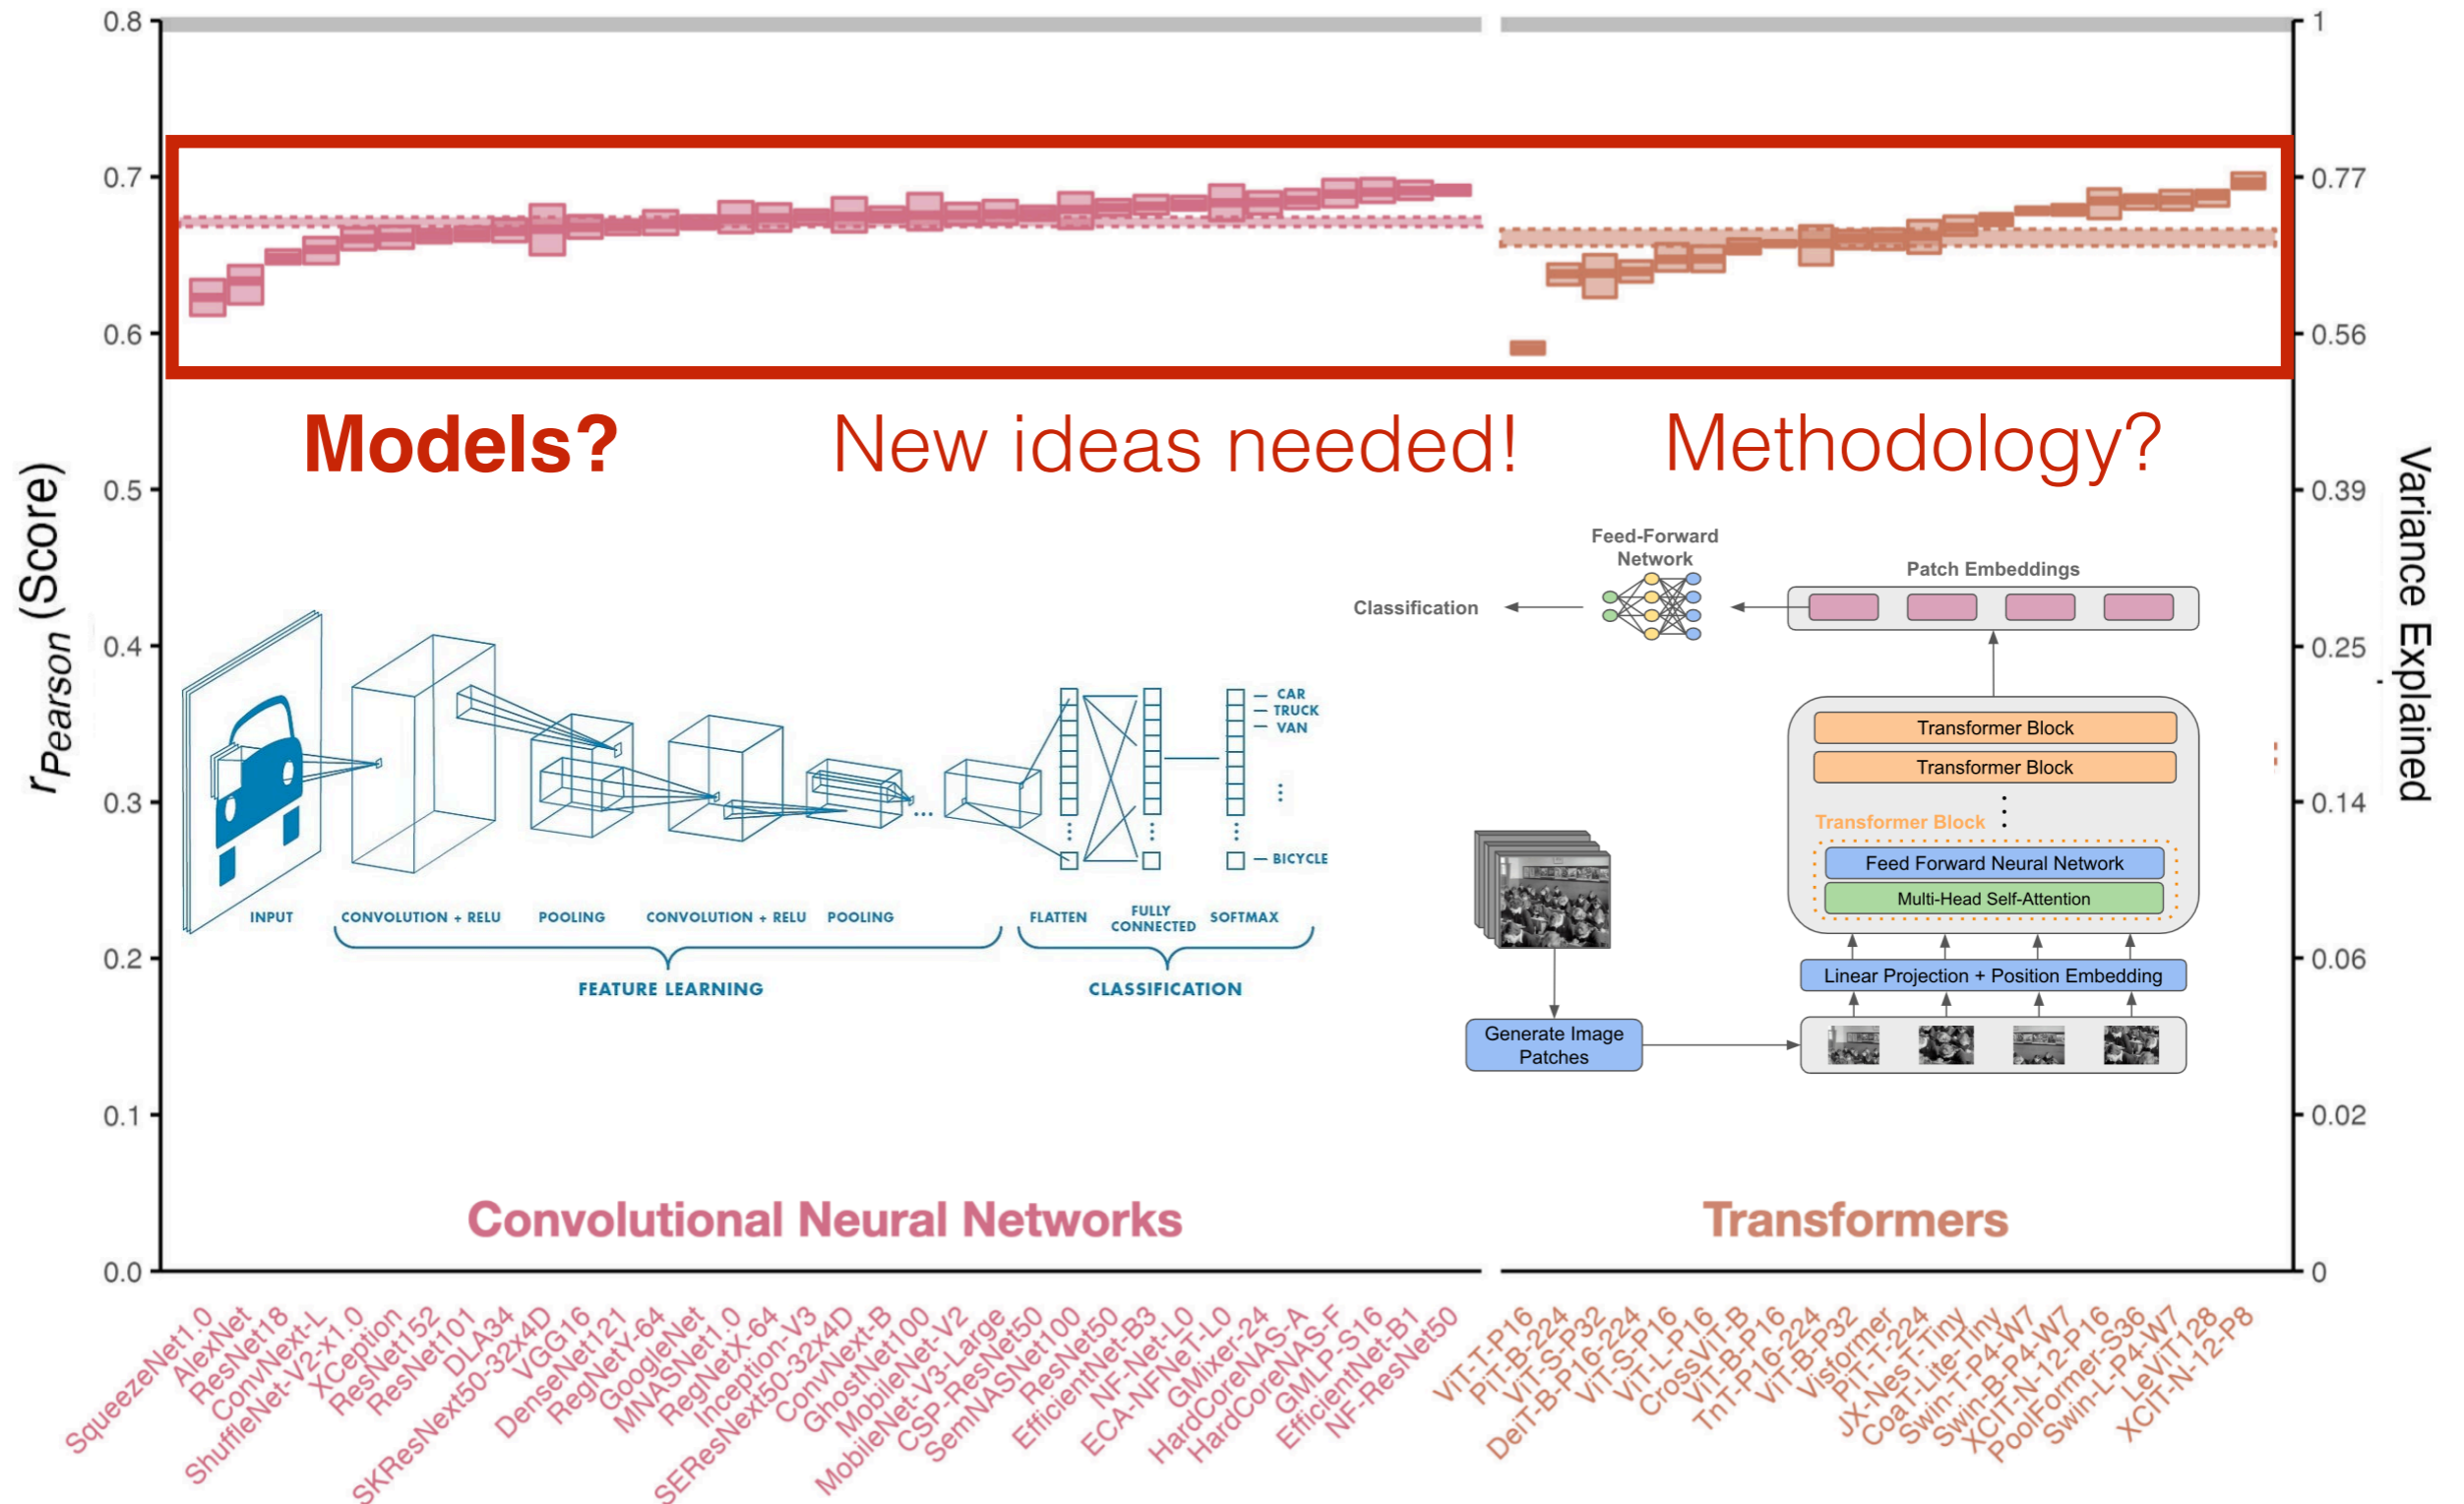 0.8
0.7
0.6
0.5
0.4
0.3
0.2
0.1
0.0
rPearson (Score)
1
0.77
0.56
0.39
0.25
0.14
0.06
0.02
0
Variance Explained
Models?
New ideas needed!
Methodology?
INPUT
CONVOLUTION + RELU
POOLING
CONVOLUTION + RELU
POOLING
...
FLATTEN
FULLY
CONNECTED
SOFTMAX
CAR
TRUCK
VAN
BICYCLE
FEATURE LEARNING
CLASSIFICATION
Feed-Forward
Network
Classification
Patch Embeddings
Transformer Block
Transformer Block
Transformer Block
Feed Forward Neural Network
Multi-Head Self-Attention
Linear Projection + Position Embedding
Generate Image
Patches
Convolutional Neural Networks
Transformers
SqueezeNet1.0
AlexNet
ResNet18
ConvNext-L
ShuffleNet-V2-x1.0
XCeption
ResNet152
ResNet101
DLA34
SKResNext50-32x4D
VGG16
DenseNet121
RegNetY-64
GoogleNet
MNASNet1.0
RegNetX-64
Inception-V3
SEResNext50-32x4D
ConvNext-B
GhostNet100
MobileNet-V2
MobileNet-V3-Large
CSP-ResNet50
SemNASNet100
ResNet50
EfficientNet-B3
NF-Net-L0
ECA-NFNet-L0
GMixer-24
HardCoreNAS-A
HardCoreNAS-F
GMLP-S16
EfficientNet-B1
NF-ResNet50
ViT-T-P16
PiT-B-224
ViT-S-P32
DeiT-B-P16-224
ViT-S-P16
ViT-L-P16
CrossViT-B
ViT-B-P16
TnT-P16-224
ViT-B-P32
Visformer
PiT-T-224
JX-Nest-Tiny
Coat-Lite-Tiny
Swin-T-P4-W7
Swin-B-P4-W7
XCIT-N-12-P16
PoolFormer-S36
Swin-L-P4-W7
LeViT128
XCIT-N-12-P8